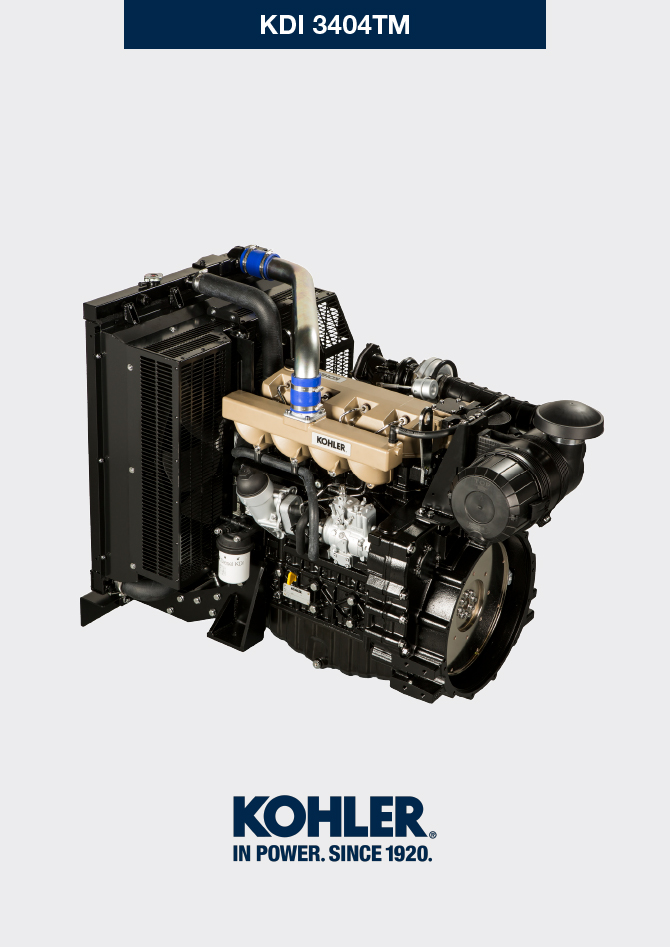 KDI 3404TM
KOHLER
KOHLER®
IN POWER. SINCE 1920.